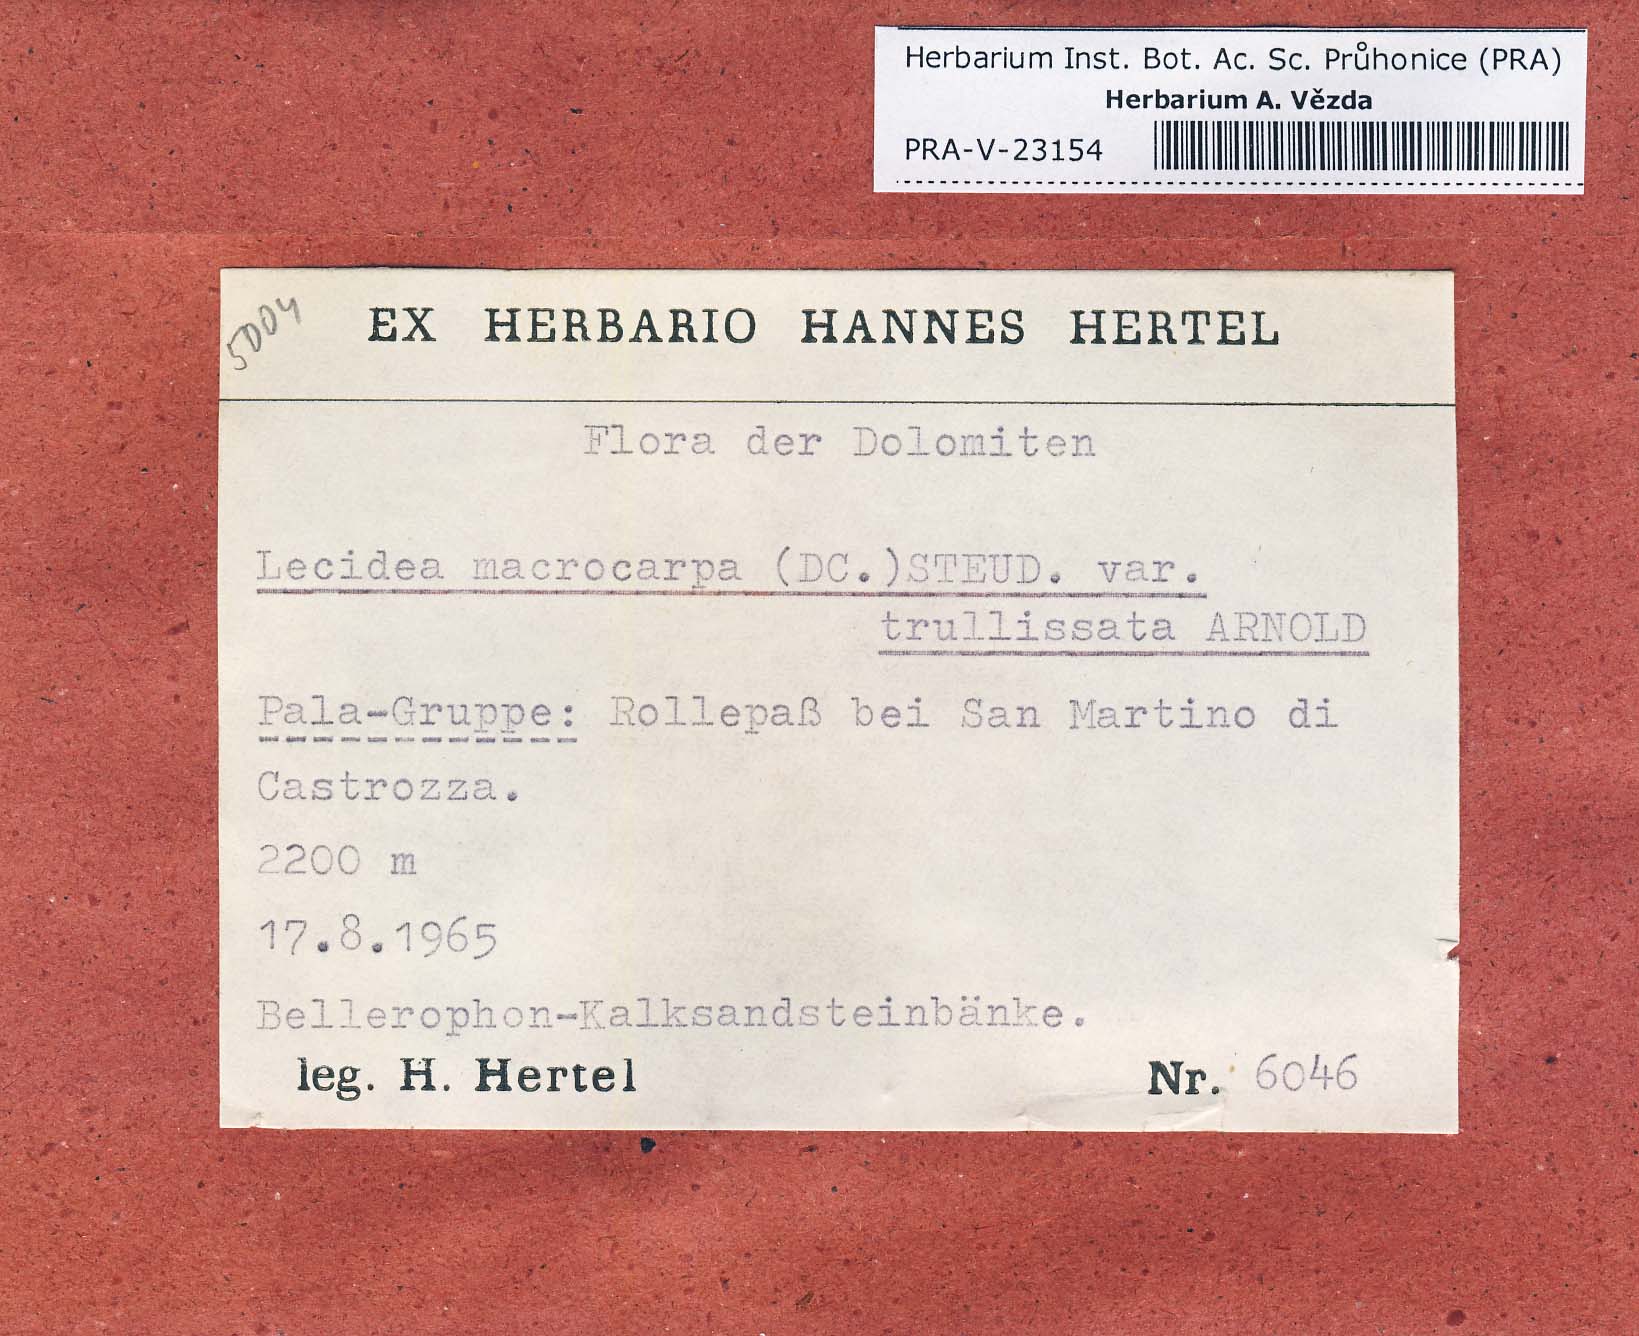 Herbarium Inst. Bot. Ac. Sc. Průhonice (PRA)
Herbarium A. Vězda
PRA-V-23154
5004
EX HERBARIO HANNES HERTEL
Flora der Dolomiten
Lecidea macrocarpa (DC.)STEUD. var.
trullissata ARNOLD
Pala-Gruppe: Rollepaß bei San Martino di
Castrozza.
2200 m
17.8.1965
Bellerophon-Kalksandsteinbänke.
leg. H. Hertel Nr. 6046